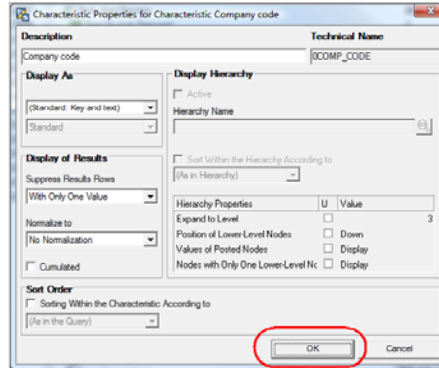 Characteristic Properties for Characteristic Company code
Description
Technical Name
Company code
0COMP_CODE
Display As
(Standard: Key and text)
Standard
Display Hierarchy
Active
Hierarchy Name
Sort Within the Hierarchy According to
(As in Hierarchy)
Display of Results
Suppress Results Rows
With Only One Value
Normalize to
No Normalization
Cumulated
Hierarchy Properties U Value
Expand to Level 3
Position of Lower-Level Nodes Down
Values of Posted Nodes Display
Nodes with Only One Lower-Level Nc Display
Sort Order
Sorting Within the Characteristic According to
(As in the Query)
OK
Cancel